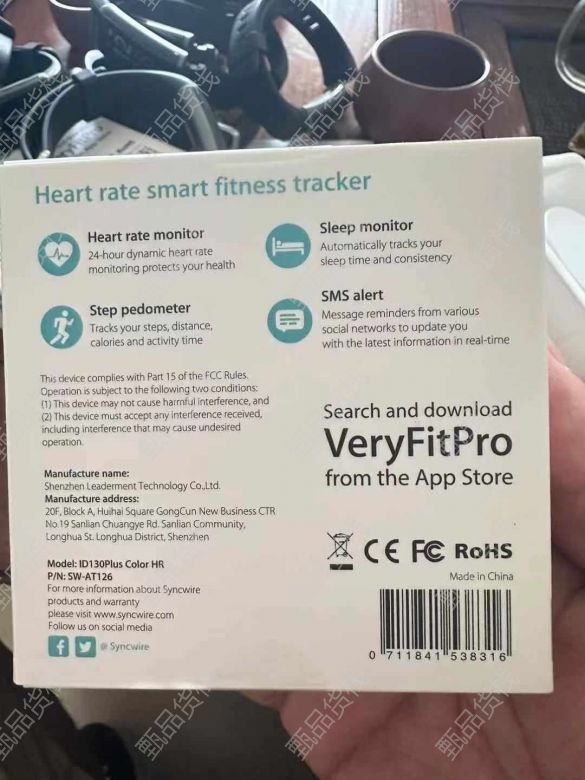 Heart rate smart fitness tracker
Heart rate monitor
24-hour dynamic heart rate
monitoring protects your health
Sleep monitor
Automatically tracks your
sleep time and consistency
Step pedometer
Tracks your steps, distance,
calories and activity time
SMS alert
Message reminders from various
social networks to update you
with the latest information in real-time
This device complies with Part 15 of the FCC Rules.
Operation is subject to the following two conditions:
(1) This device may not cause harmful interference, and
(2) This device must accept any interference received,
including interference that may cause undesired
operation.
Search and download
VeryFitPro
from the App Store
Manufacture name:
Shenzhen Leaderment Technology Co.,Ltd.
Manufacture address:
20F, Block A, Huihai Square GongCun New Business CTR
No.19 Sanlian Chuangye Rd. Sanlian Community,
Longhua St. Longhua District, Shenzhen
Model: ID130Plus Color HR
P/N: SW-AT126
For more information about Syncwire
products and warranty
please visit www.syncwire.com
Follow us on social media
@ Syncwire
CE FC RoHS
Made in China
0 711841 538316
甄品货栈